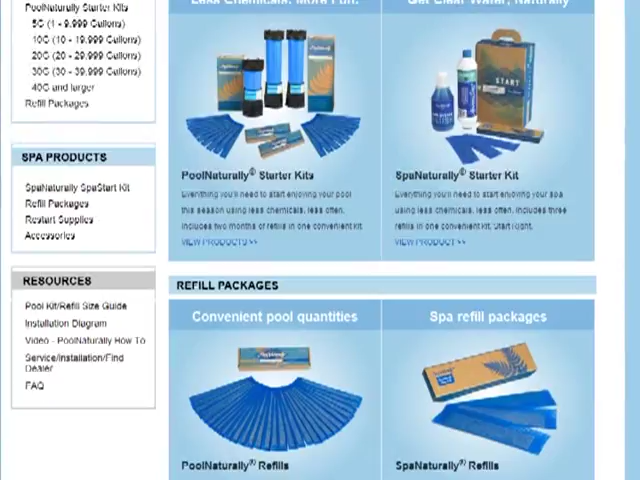 PoolNaturally Starter Kits
5G (1 - 9,999 Gallons)
10G (10 - 19,999 Gallons)
20G (20 - 29,999 Gallons)
30G (30 - 39,999 Gallons)
40G and larger
Refill Packages
SPA PRODUCTS
SpaNaturally SpaStart Kit
Refill Packages
Restart Supplies
Accessories
RESOURCES
Pool Kit/Refill Size Guide
Installation Diagram
Video - PoolNaturally How To
Service/Installation/Find
Dealer
FAQ
Less Chemicals. More Fun.
PoolNaturally® Starter Kits
Everything you'll need to start enjoying your pool
this season using less chemicals, less often.
Includes two months of refills in one convenient kit
VIEW PRODUCTS >>
Get Clear Water, Naturally
START
SpaNaturally® Starter Kit
Everything you'll need to start enjoying your spa
using less chemicals, less often. Includes three
refills in one convenient kit. Start Right.
VIEW PRODUCT >>
REFILL PACKAGES
Convenient pool quantities
PoolNaturally® Refills
Spa refill packages
SpaNaturally® Refills